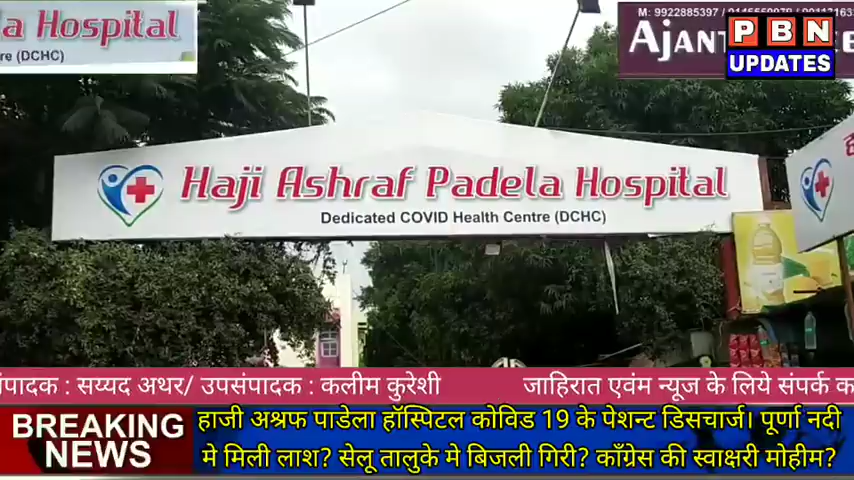 a Hospital
re (DCHC)
M: 9922885397
AJANT
PBN
UPDATES
Haji Ashraf Padela Hospital
Dedicated COVID Health Centre (DCHC)
ंपादक : सय्यद अथर/ उपसंपादक : कलीम कुरेशी जाहिरात एवंम न्यूज के लिये संपर्क क
BREAKING
NEWS
हाजी अश्रफ पाडेला हॉस्पिटल कोविड 19 के पेशन्ट डिसचार्ज। पूर्णा नदी
मे मिली लाश? सेलू तालुके मे बिजली गिरी? काँग्रेस की स्वाक्षरी मोहीम?